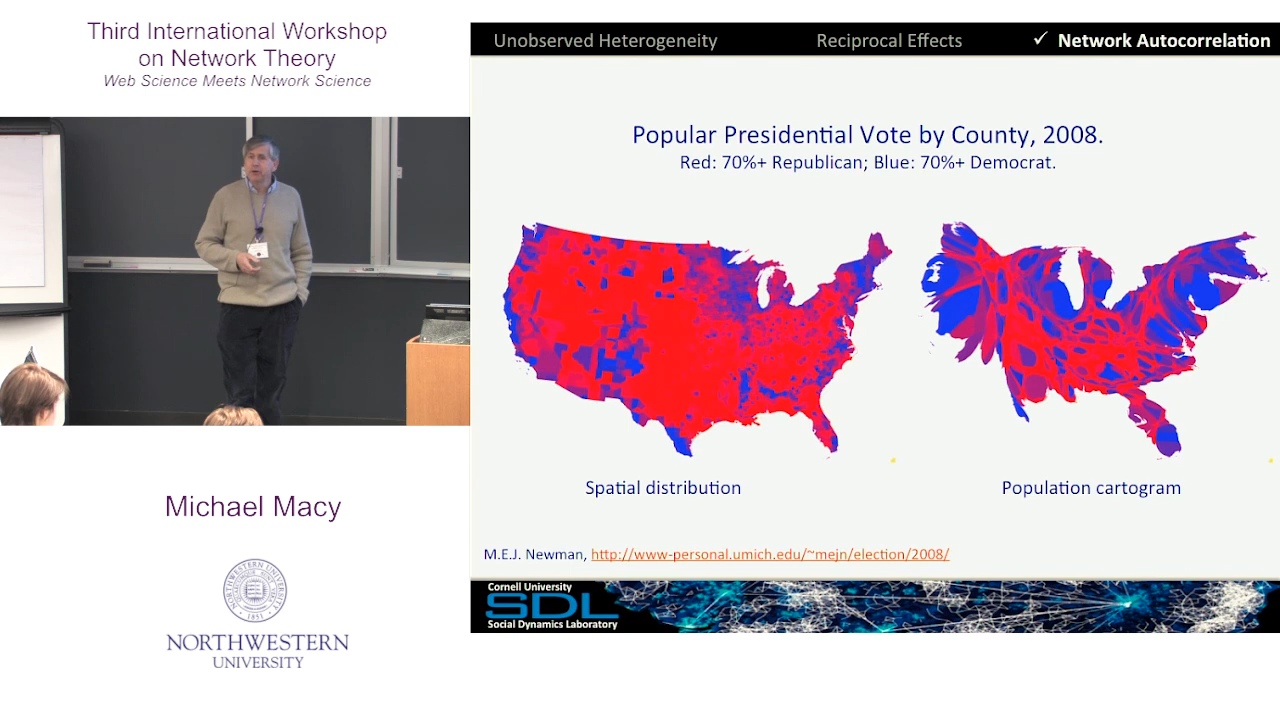 Third International Workshop
on Network Theory
Web Science Meets Network Science
Michael Macy
NORTHWESTERN
UNIVERSITY
Unobserved Heterogeneity
Reciprocal Effects
✓ Network Autocorrelation
Popular Presidential Vote by County, 2008.
Red: 70%+ Republican; Blue: 70%+ Democrat.
Spatial distribution
Population cartogram
M.E.J. Newman, http://www-personal.umich.edu/~mejn/election/2008/
Cornell University
SDL
Social Dynamics Laboratory